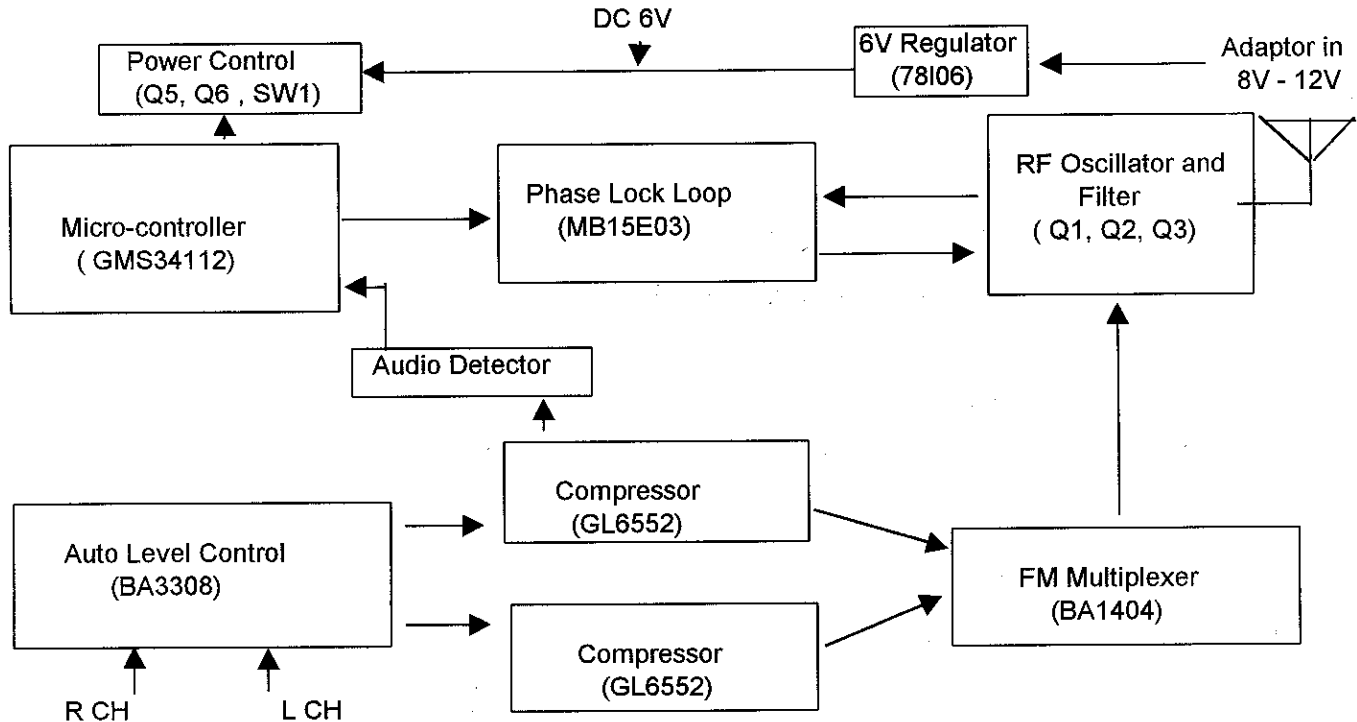 DC 6V
6V Regulator
(78l06)
Adaptor in
8V - 12V
Power Control
(Q5, Q6 , SW1)
Micro-controller
( GMS34112)
Phase Lock Loop
(MB15E03)
RF Oscillator and
Filter
( Q1, Q2, Q3)
Audio Detector
Compressor
(GL6552)
Auto Level Control
(BA3308)
FM Multiplexer
(BA1404)
Compressor
(GL6552)
R CH
L CH